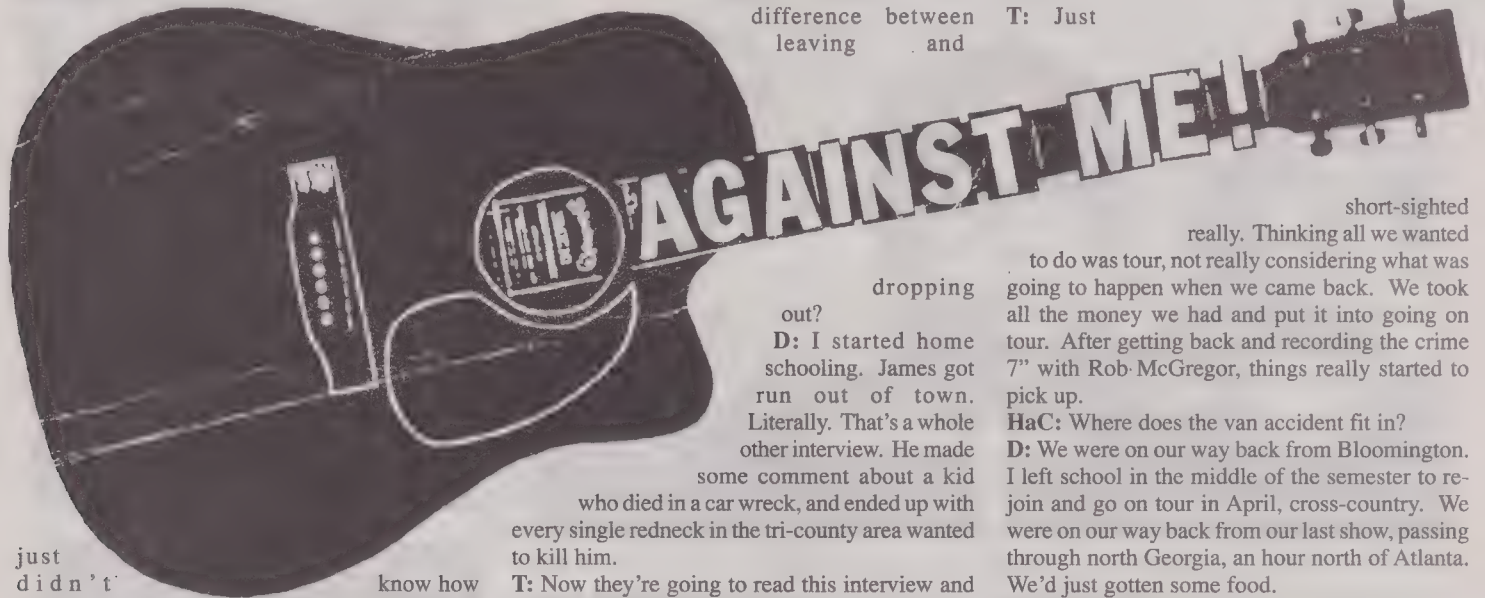 AGAINST ME!
just
didn't know how
difference between
leaving and
dropping
out?
D: I started home
schooling. James got
run out of town.
Literally. That's a whole
other interview. He made
some comment about a kid
who died in a car wreck, and ended up with
every single redneck in the tri-county area wanted
to kill him.
T: Now they're going to read this interview and
T: Just
short-sighted
really. Thinking all we wanted
to do was tour, not really considering what was
going to happen when we came back. We took
all the money we had and put it into going on
tour. After getting back and recording the crime
7” with Rob McGregor, things really started to
pick up.
HaC: Where does the van accident fit in?
D: We were on our way back from Bloomington.
I left school in the middle of the semester to re-
join and go on tour in April, cross-country. We
were on our way back from our last show, passing
through north Georgia, an hour north of Atlanta.
We'd just gotten some food.